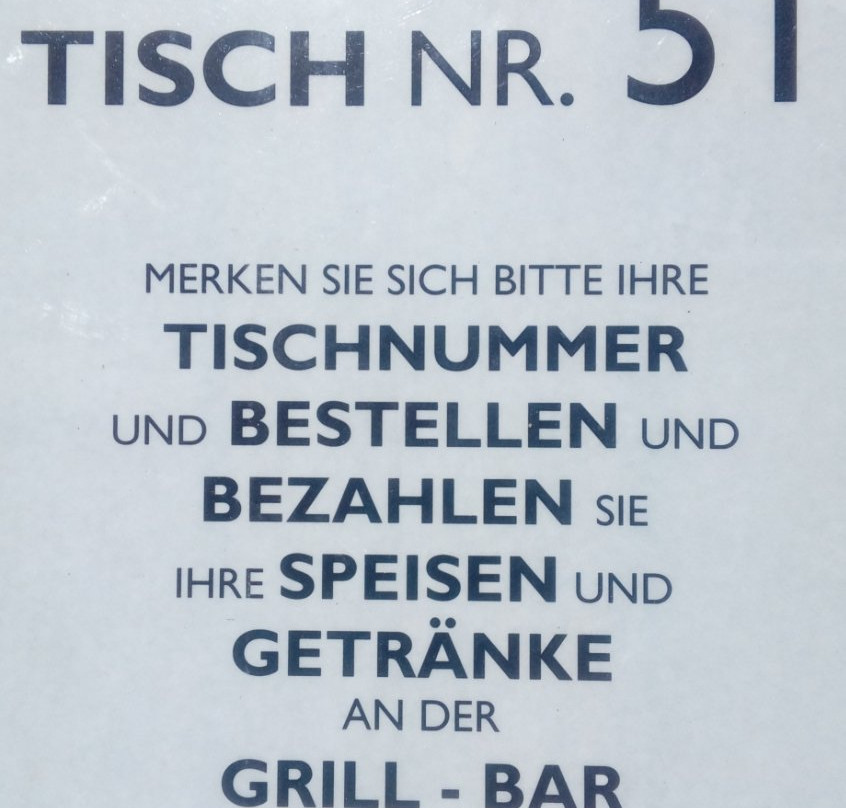 TISCH NR. 51
MERKEN SIE SICH BITTE IHRE
TISCHNUMMER
UND BESTELLEN UND
BEZAHLEN SIE
IHRE SPEISEN UND
GETRÄNKE
AN DER
GRILL - BAR